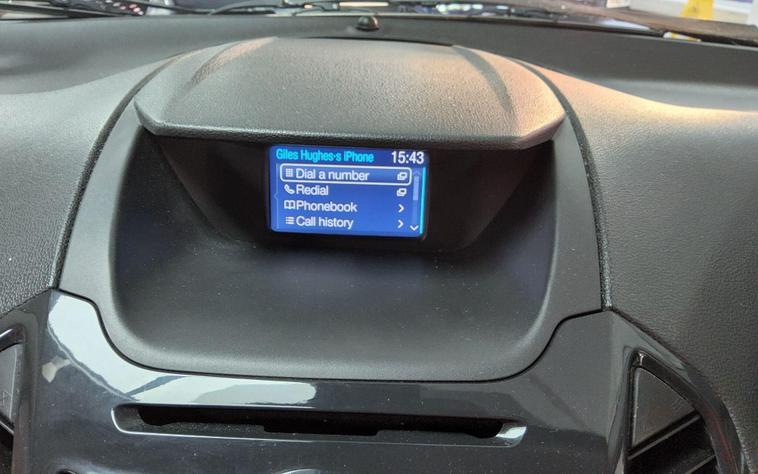 Giles Hughes's iPhone 15:43
Dial a number
Redial
Phonebook
Call history